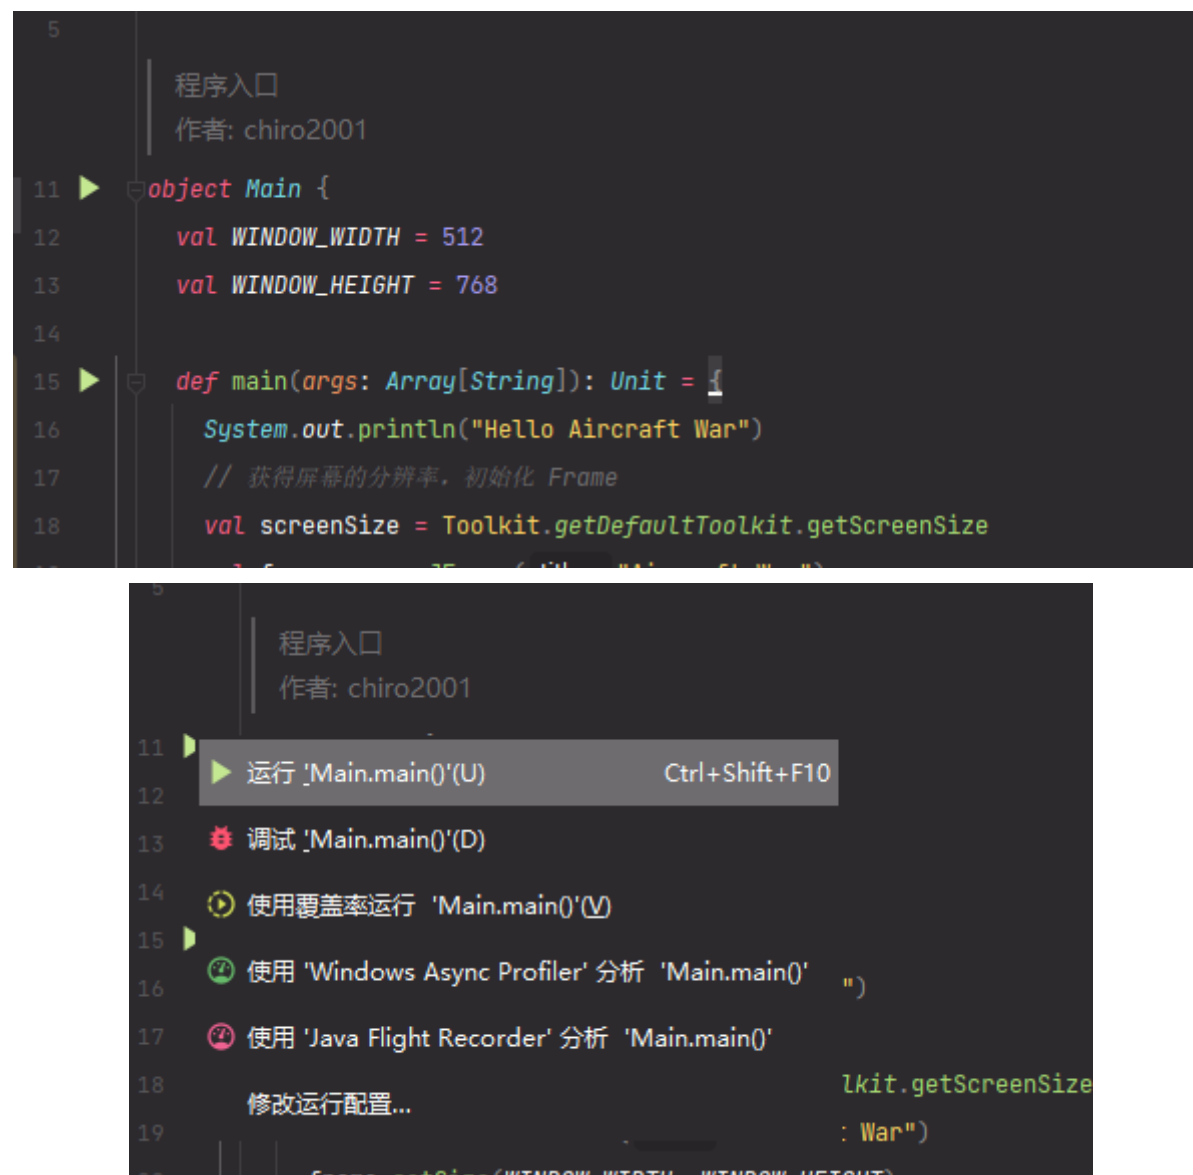 5
程序入口
作者: chiro2001
11 object Main {
12 val WINDOW_WIDTH = 512
13 val WINDOW_HEIGHT = 768
14
15 def main(args: Array[String]): Unit = {
16 System.out.println("Hello Aircraft War")
17 // 获得屏幕的分辨率，初始化 Frame
18 val screenSize = Toolkit.getDefaultToolkit.getScreenSize
5
程序入口
作者: chiro2001
11
运行 'Main.main()'(U) Ctrl+Shift+F10
12
13 调试 'Main.main()'(D)
14 使用覆盖率运行 'Main.main()'(V)
15
使用 'Windows Async Profiler' 分析 'Main.main()'
16 ")
17 使用 'Java Flight Recorder' 分析 'Main.main()'
18 lkit.getScreenSize
修改运行配置...
19 : War")